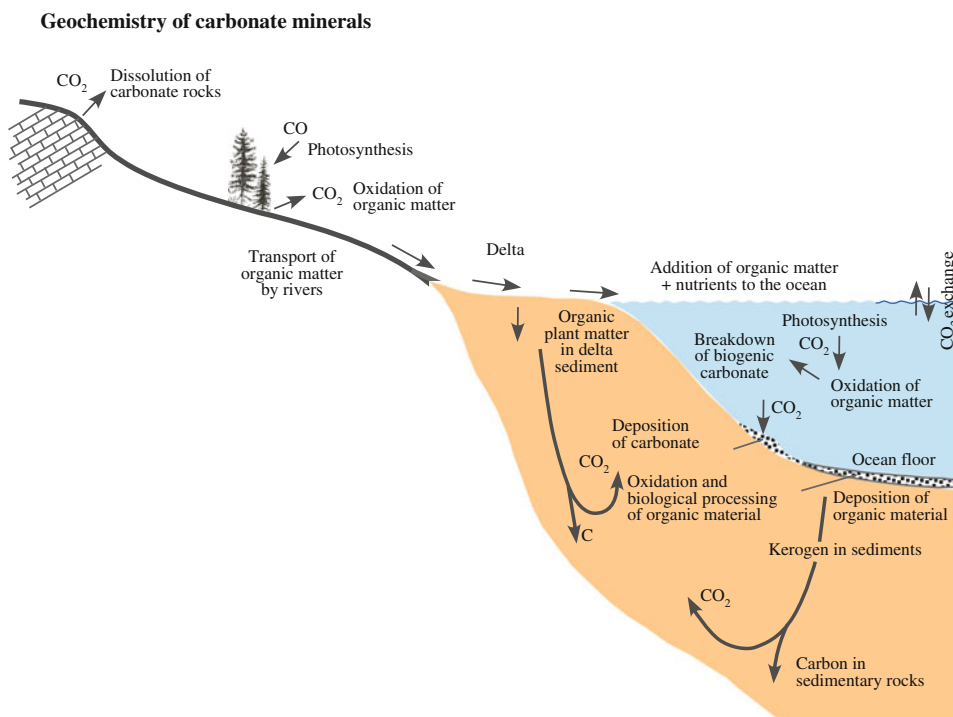 Geochemistry of carbonate minerals
CO₂
Dissolution of
carbonate rocks
CO
Photosynthesis
CO₂
Oxidation of
organic matter
Transport of
organic matter
by rivers
Delta
Addition of organic matter
+ nutrients to the ocean
CO₂ exchange
Organic
plant matter
in delta
sediment
Photosynthesis
CO₂
Breakdown
of biogenic
carbonate
Oxidation of
organic matter
CO₂
Deposition
of carbonate
Ocean floor
CO₂
Oxidation and
biological processing
of organic material
C
Deposition of
organic material
Kerogen in sediments
CO₂
Carbon in
sedimentary rocks